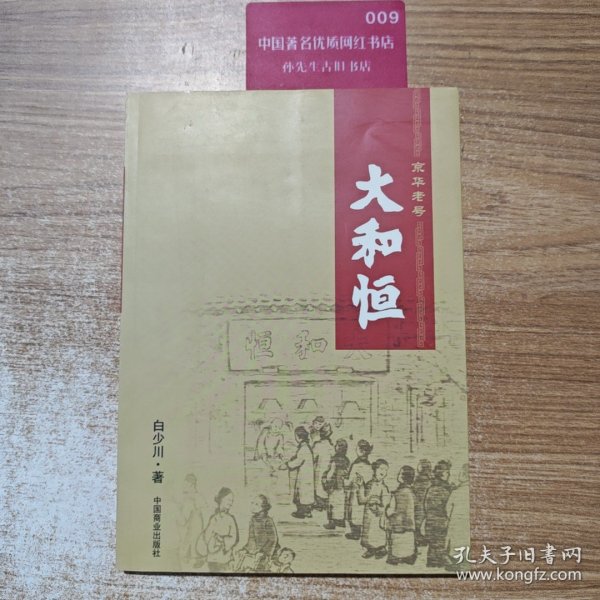 009
中国著名优质网红书店
孙先生古旧书店
京华老号
大和恒
恒和大
白少川·著
中国商业出版社
孔夫子旧书网
www.kongfz.com